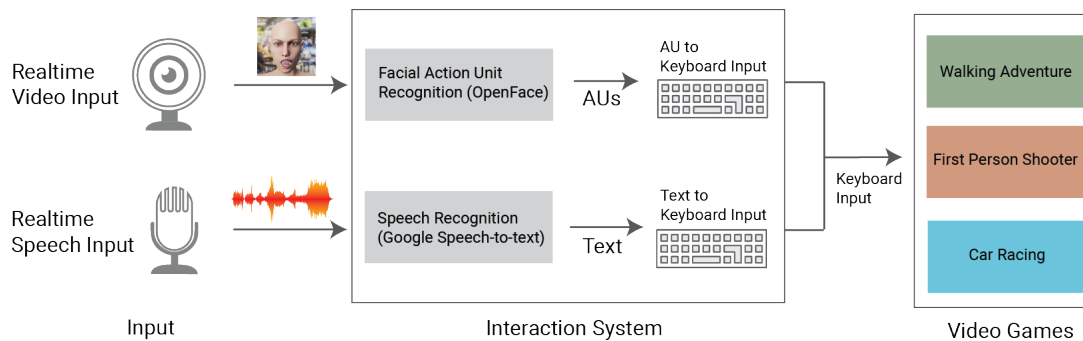 Realtime
Video Input
Facial Action Unit
Recognition (OpenFace)
AUs
AU to
Keyboard Input
Realtime
Speech Input
Speech Recognition
(Google Speech-to-text)
Text
Text to
Keyboard Input
Keyboard
Input
Walking Adventure
First Person Shooter
Car Racing
Input
Interaction System
Video Games